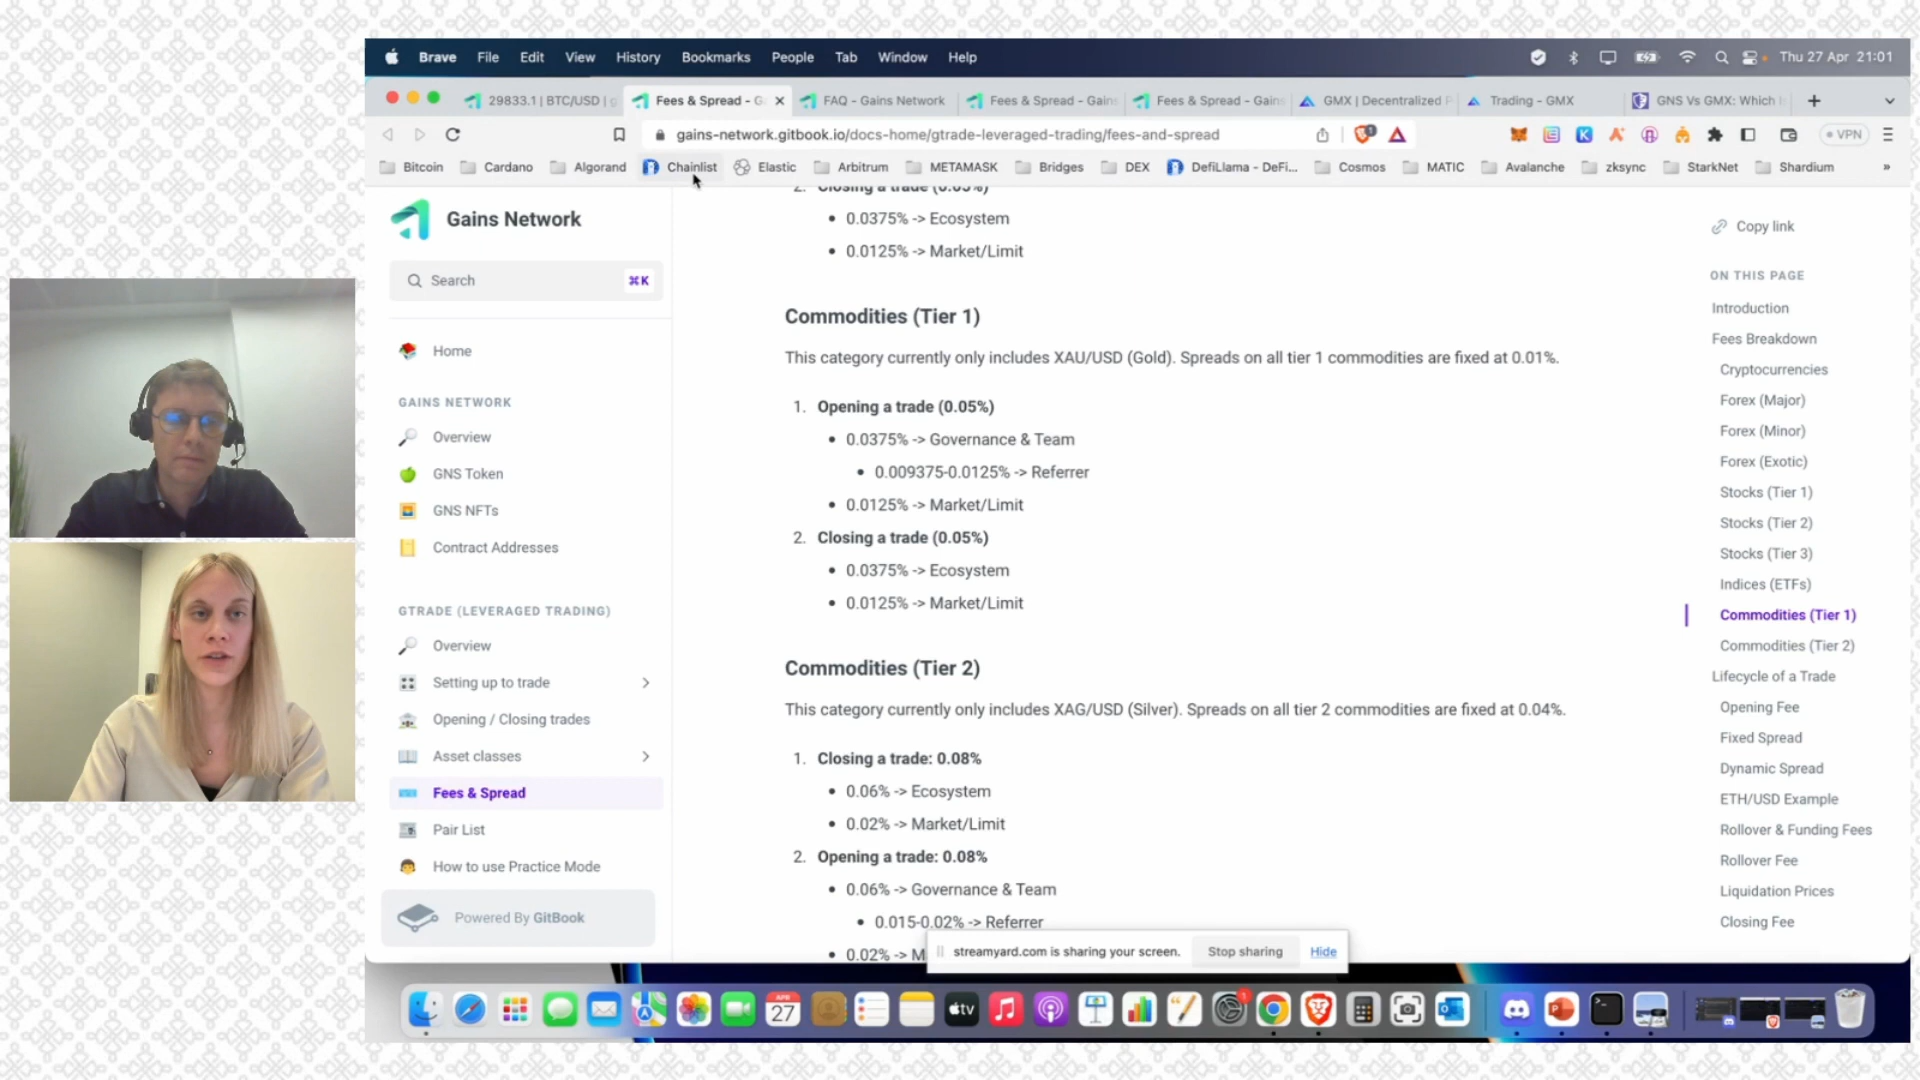 Brave File Edit View History Bookmarks People Tab Window Help Thu 27 Apr 21:01
29833.1 | BTC/USD | g Fees & Spread - G FAQ - Gains Network Fees & Spread - Gains Fees & Spread - Gains GMX | Decentralized P Trading - GMX GNS Vs GMX: Which I
gains-network.gitbook.io/docs-home/gtrade-leveraged-trading/fees-and-spread 1 VPN
Bitcoin Cardano Algorand Chainlist Elastic Arbitrum METAMASK Bridges DEX DefiLlama - DeFi... Cosmos MATIC Avalanche zksync StarkNet Shardium »
Gains Network
Search ⌘K
Home
GAINS NETWORK
Overview
GNS Token
GNS NFTs
Contract Addresses
GTRADE (LEVERAGED TRADING)
Overview
Setting up to trade
Opening / Closing trades
Asset classes
Fees & Spread
Pair List
How to use Practice Mode
Powered By GitBook
2. Closing a trade (0.05%)
• 0.0375% -> Ecosystem
• 0.0125% -> Market/Limit
Commodities (Tier 1)
This category currently only includes XAU/USD (Gold). Spreads on all tier 1 commodities are fixed at 0.01%.
1. Opening a trade (0.05%)
• 0.0375% -> Governance & Team
• 0.009375-0.0125% -> Referrer
• 0.0125% -> Market/Limit
2. Closing a trade (0.05%)
• 0.0375% -> Ecosystem
• 0.0125% -> Market/Limit
Commodities (Tier 2)
This category currently only includes XAG/USD (Silver). Spreads on all tier 2 commodities are fixed at 0.04%.
1. Closing a trade: 0.08%
• 0.06% -> Ecosystem
• 0.02% -> Market/Limit
2. Opening a trade: 0.08%
• 0.06% -> Governance & Team
• 0.015-0.02% -> Referrer
• 0.02% -> M
Copy link
ON THIS PAGE
Introduction
Fees Breakdown
Cryptocurrencies
Forex (Major)
Forex (Minor)
Forex (Exotic)
Stocks (Tier 1)
Stocks (Tier 2)
Stocks (Tier 3)
Indices (ETFs)
Commodities (Tier 1)
Commodities (Tier 2)
Lifecycle of a Trade
Opening Fee
Fixed Spread
Dynamic Spread
ETH/USD Example
Rollover & Funding Fees
Rollover Fee
Liquidation Prices
Closing Fee
streamyard.com is sharing your screen. Stop sharing Hide
APR
27
tv
1